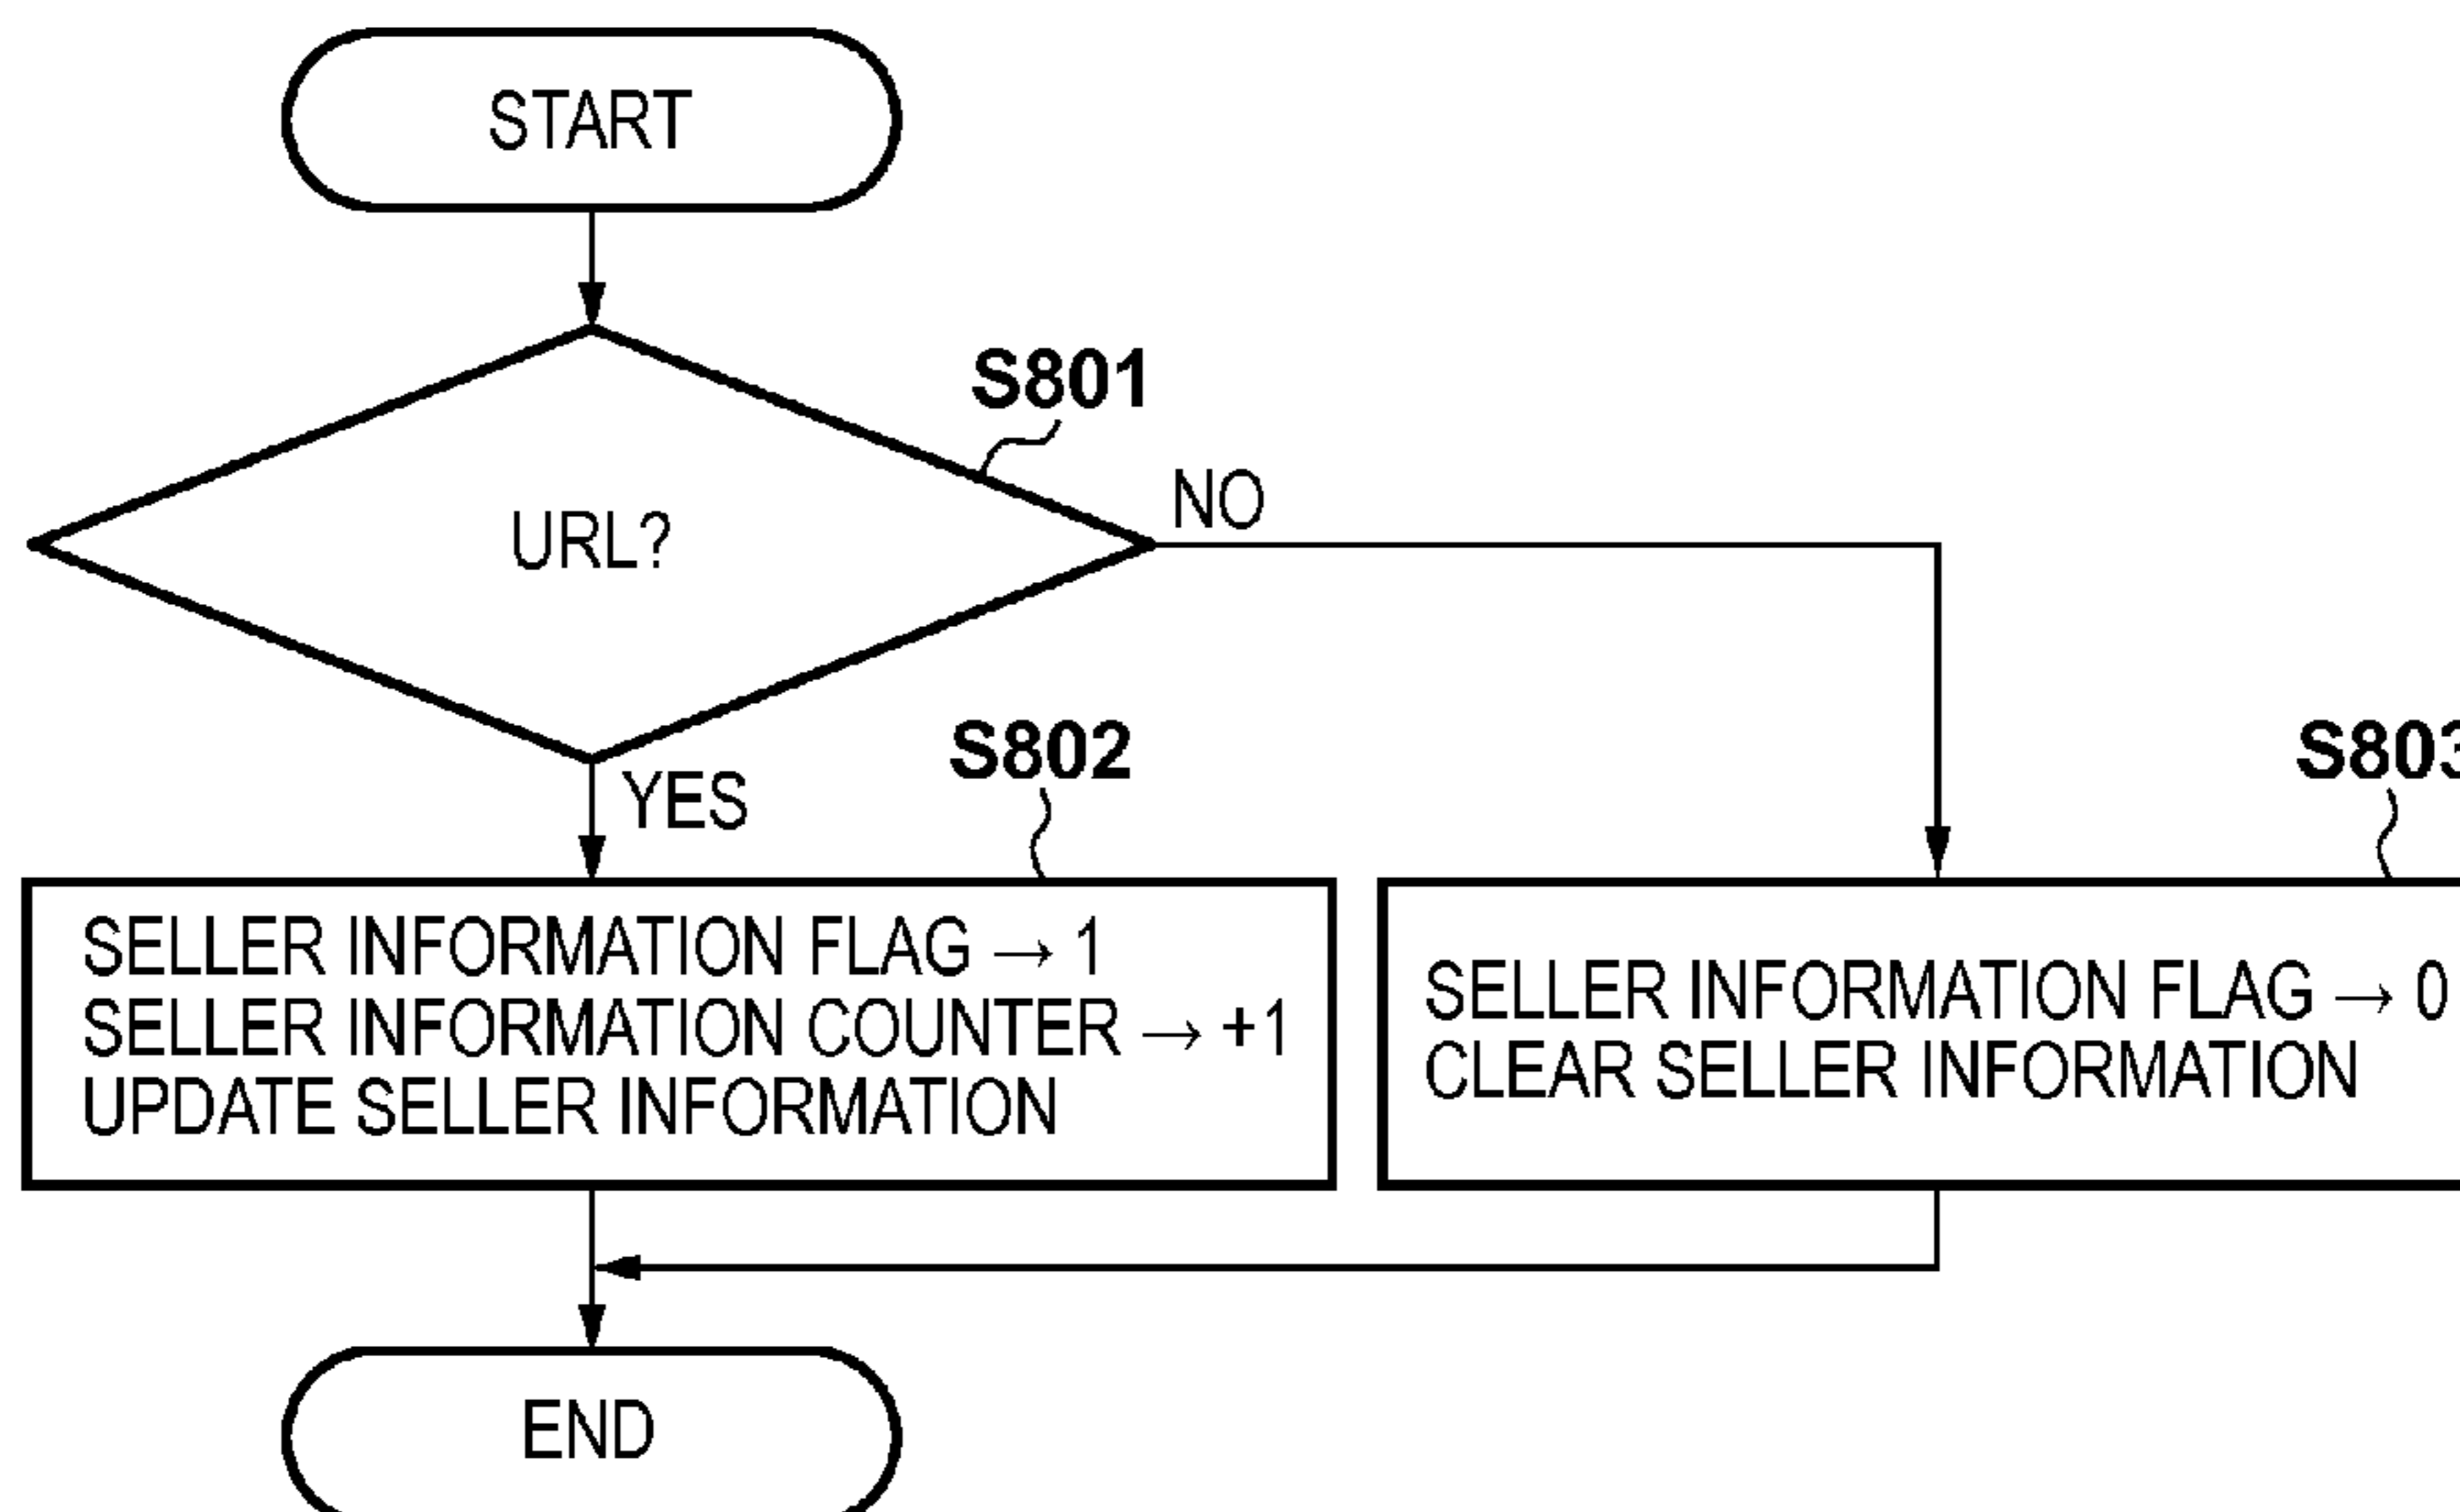 START
S801
URL?
NO
YES
S802
S803
SELLER INFORMATION FLAG → 1
SELLER INFORMATION COUNTER → +1
UPDATE SELLER INFORMATION
SELLER INFORMATION FLAG → 0
CLEAR SELLER INFORMATION
END